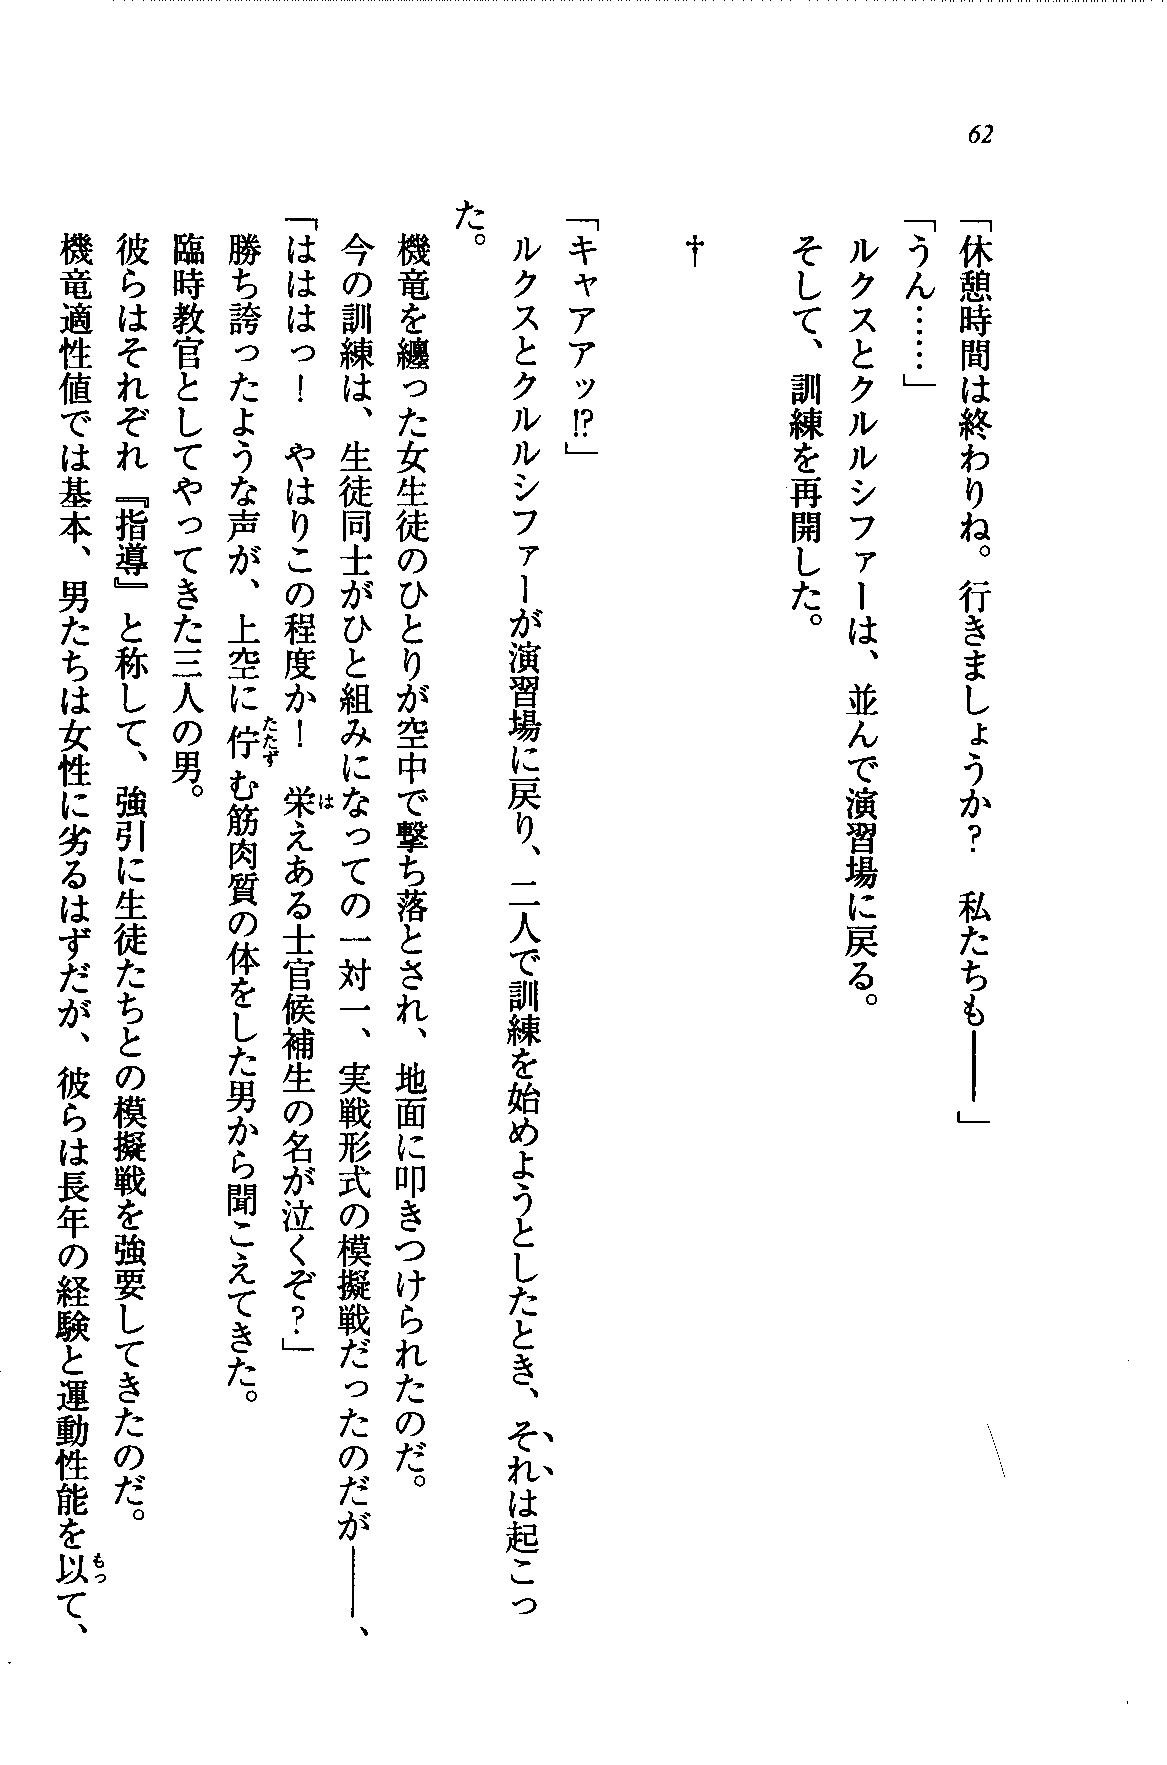 62
「休憩時間は終わりね。行きましょうか？　私たちも――」
「うん……」
　ルクスとクルルシファーは、並んで演習場に戻る。
　そして、訓練を再開した。
†
「キャアアッ!?」
　ルクスとクルルシファーが演習場に戻り、二人で訓練を始めようとしたとき、それは起こっ
た。
　機竜を纏った女生徒のひとりが空中で撃ち落とされ、地面に叩きつけられたのだ。
　今の訓練は、生徒同士がひと組みになっての一対一、実戦形式の模擬戦だったのだが――、
「ははははっ！　やはりこの程度か！　栄えある士官候補生の名が泣くぞ？」
　勝ち誇ったような声が、上空に佇む筋肉質の体をした男から聞こえてきた。
　臨時教官としてやってきた三人の男。
　彼らはそれぞれ『指導』と称して、強引に生徒たちとの模擬戦を強要してきたのだ。
　機竜適性値では基本、男たちは女性に劣るはずだが、彼らは長年の経験と運動性能を以て、